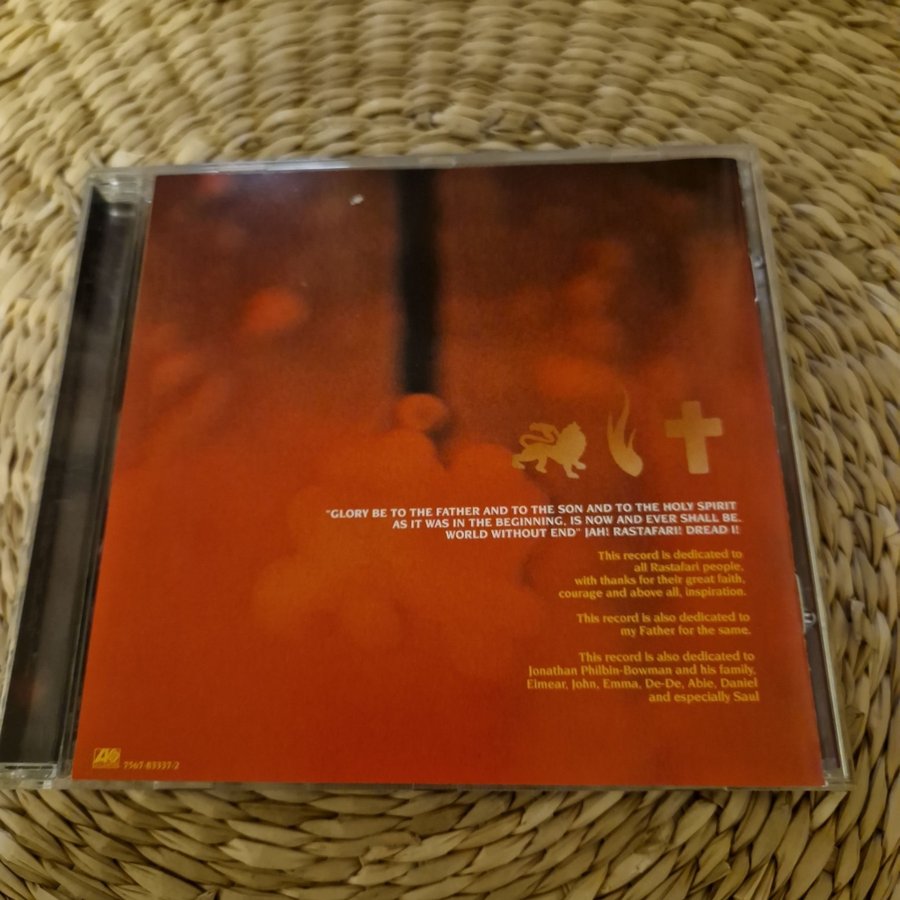 "GLORY BE TO THE FATHER AND TO THE SON AND TO THE HOLY SPIRIT
AS IT WAS IN THE BEGINNING, IS NOW AND EVER SHALL BE.
WORLD WITHOUT END" JAH! RASTAFARI! DREAD I!
This record is dedicated to
all Rastafari people,
with thanks for their great faith,
courage and above all, inspiration.
This record is also dedicated to
my Father for the same.
This record is also dedicated to
Jonathan Philbin-Bowman and his family,
Eimear, John, Emma, De-De, Abie, Daniel
and especially Saul
7567-83337-2